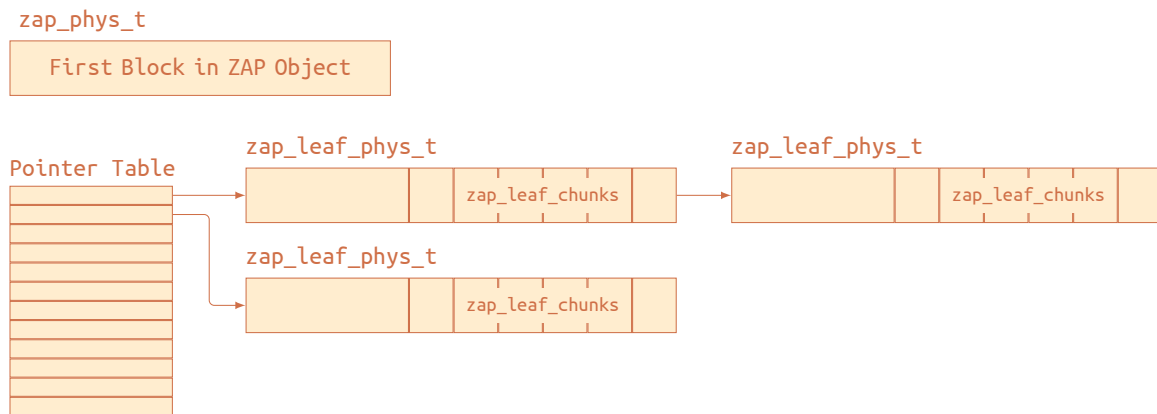 zap_phys_t
First Block in ZAP Object
zap_leaf_phys_t
zap_leaf_phys_t
Pointer Table
zap_leaf_chunks
zap_leaf_chunks
zap_leaf_phys_t
zap_leaf_chunks